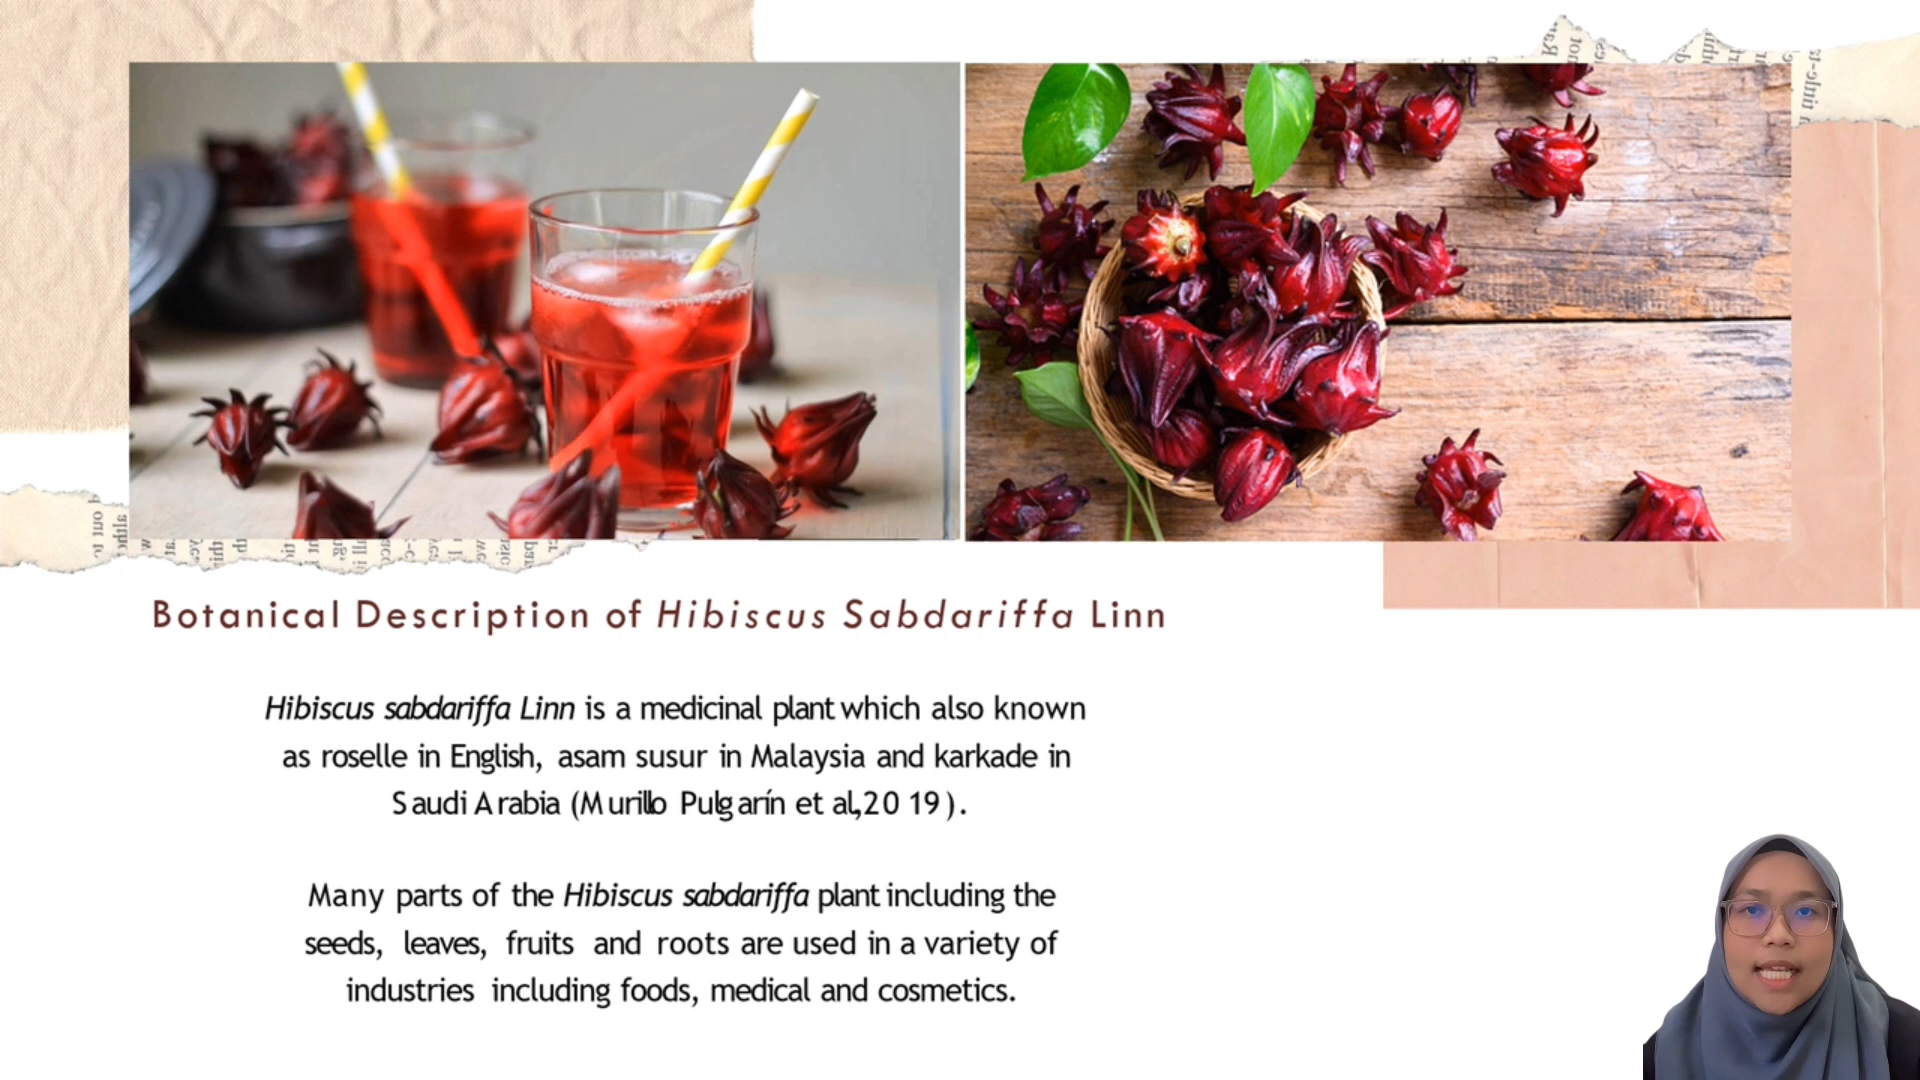 Botanical Description of Hibiscus Sabdariffa Linn
Hibiscus sabdariffa Linn is a medicinal plant which also known
as roselle in English, asam susur in Malaysia and karkade in
Saudi Arabia (Murillo Pulgarín et al,2019).
Many parts of the Hibiscus sabdariffa plant including the
seeds, leaves, fruits and roots are used in a variety of
industries including foods, medical and cosmetics.